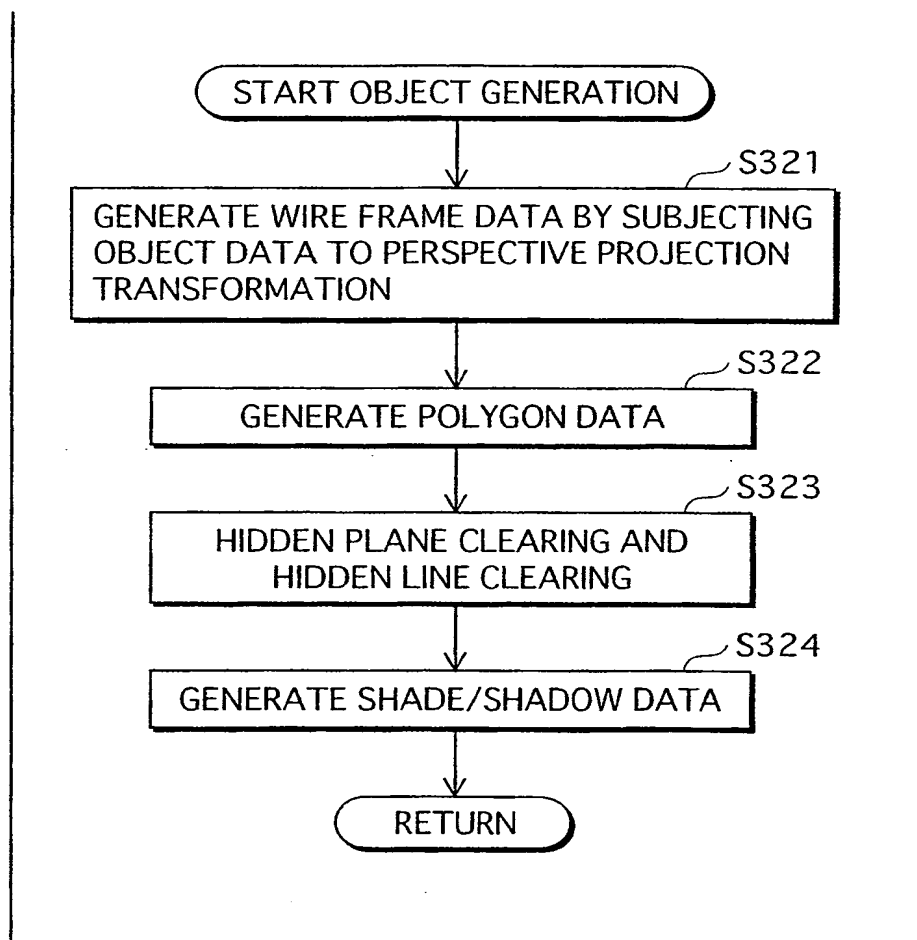 START OBJECT GENERATION
S321
GENERATE WIRE FRAME DATA BY SUBJECTING
OBJECT DATA TO PERSPECTIVE PROJECTION
TRANSFORMATION
S322
GENERATE POLYGON DATA
S323
HIDDEN PLANE CLEARING AND
HIDDEN LINE CLEARING
S324
GENERATE SHADE/SHADOW DATA
RETURN